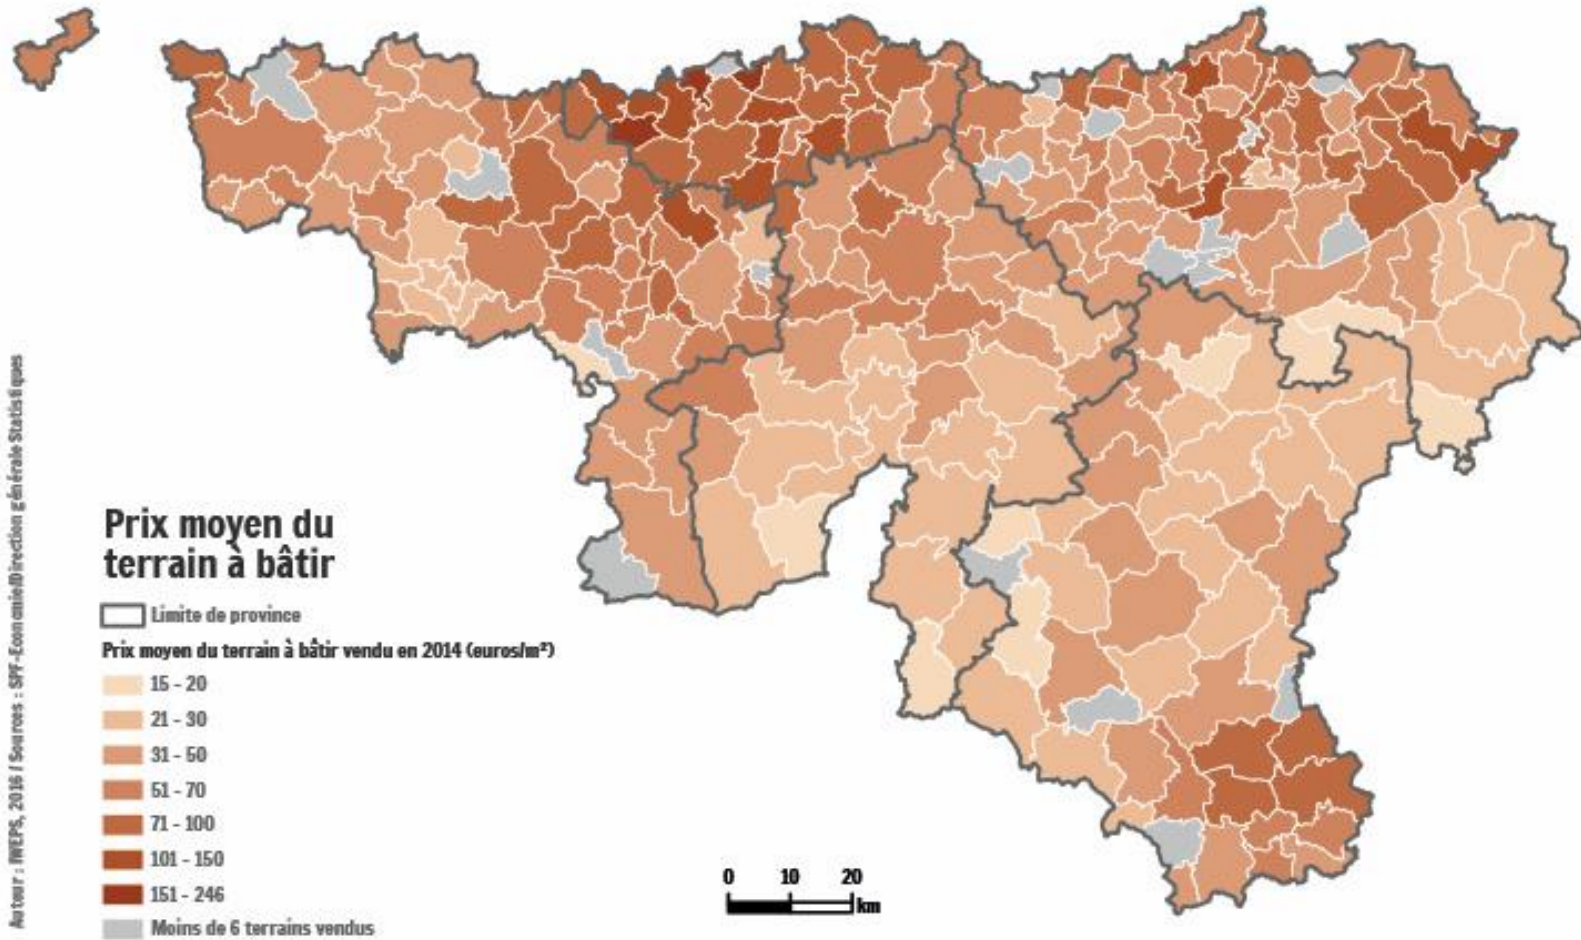 Prix moyen du
terrain à bâtir
Limite de province
Prix moyen du terrain à bâtir vendu en 2014 (euros/m²)
15 - 20
21 - 30
31 - 50
51 - 70
71 - 100
101 - 150
151 - 246
Moins de 6 terrains vendus
0 10 20
km
Auteur : IWEPS, 2016 / Sources : SPF-Economie/Direction générale Statistiques